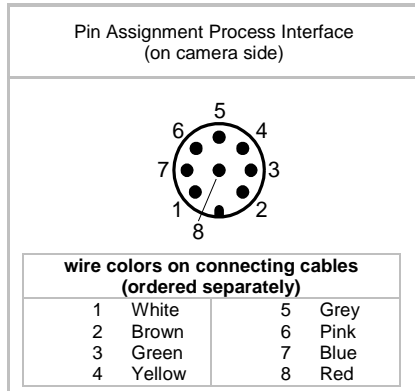 Pin Assignment Process Interface
(on camera side)
5
6 4
7 3
1 2
8
wire colors on connecting cables
(ordered separately)
1 White 5 Grey
2 Brown 6 Pink
3 Green 7 Blue
4 Yellow 8 Red